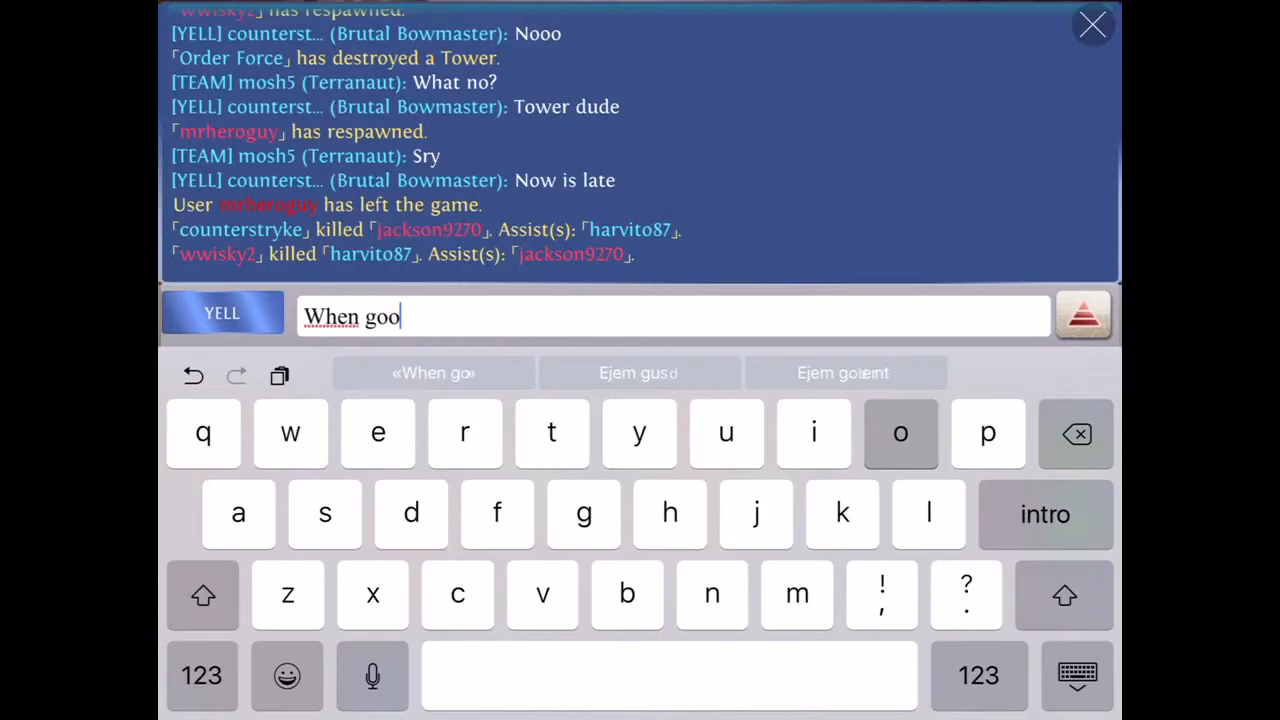 "wwisky2" has respawned.
[YELL] counterst... (Brutal Bowmaster): Nooo
「Order Force」 has destroyed a Tower.
[TEAM] mosh5 (Terranaut): What no?
[YELL] counterst... (Brutal Bowmaster): Tower dude
「mrheroguy」 has respawned.
[TEAM] mosh5 (Terranaut): Sry
[YELL] counterst... (Brutal Bowmaster): Now is late
User mrheroguy has left the game.
「counterstryke」 killed 「jackson9270」. Assist(s): 「harvito87」.
「wwisky2」 killed 「harvito87」. Assist(s): 「jackson9270」.
YELL When goo
«When go» Ejem
q w e r t y u i o p
a s d f g h j k l intro
z x c v b n m ! , ? .
123 123